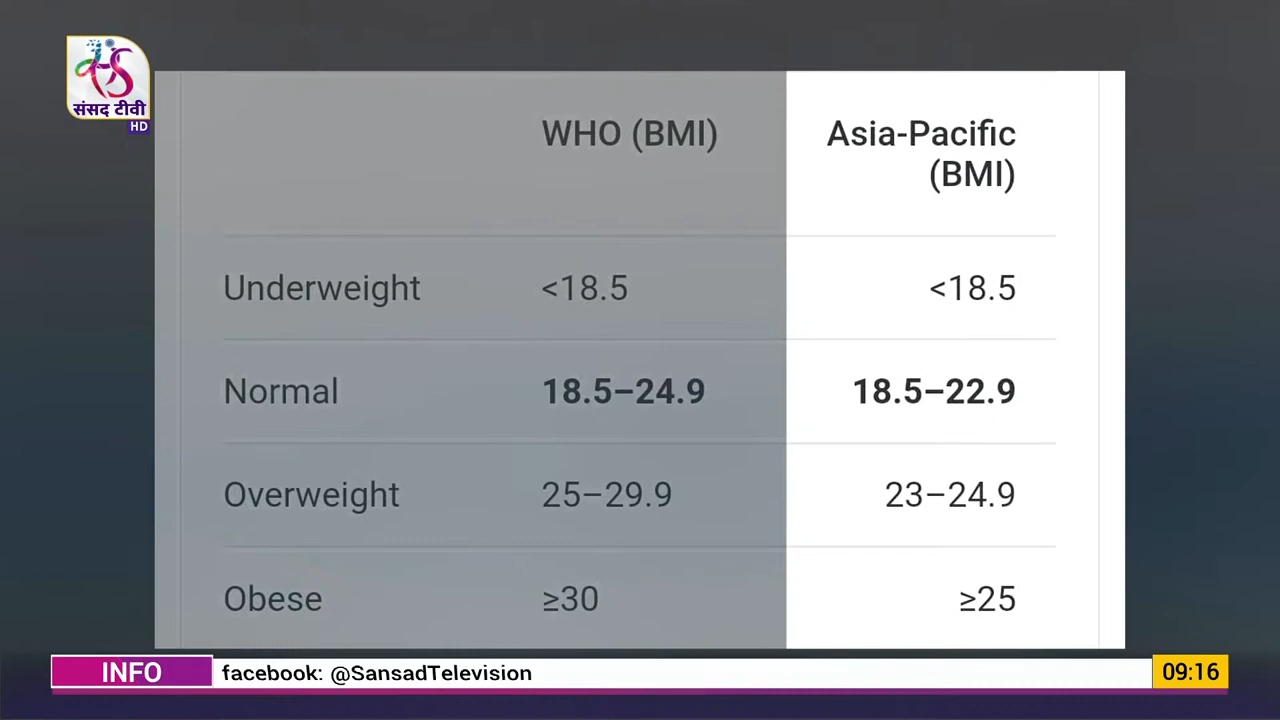 संसद टीवी
HD
WHO (BMI) Asia-Pacific
(BMI)
Underweight <18.5 <18.5
Normal 18.5–24.9 18.5–22.9
Overweight 25–29.9 23–24.9
Obese ≥30 ≥25
INFO facebook: @SansadTelevision 09:16